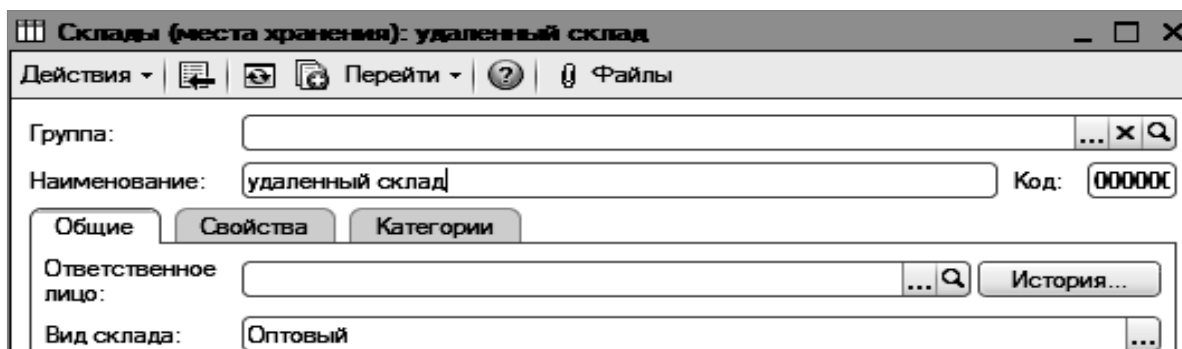 Склады (места хранения): удаленный склад
Действия Перейти Файлы
Группа:
Наименование: удаленный склад Код: 00000
Общие Свойства Категории
Ответственное лицо: История...
Вид склада: Оптовый